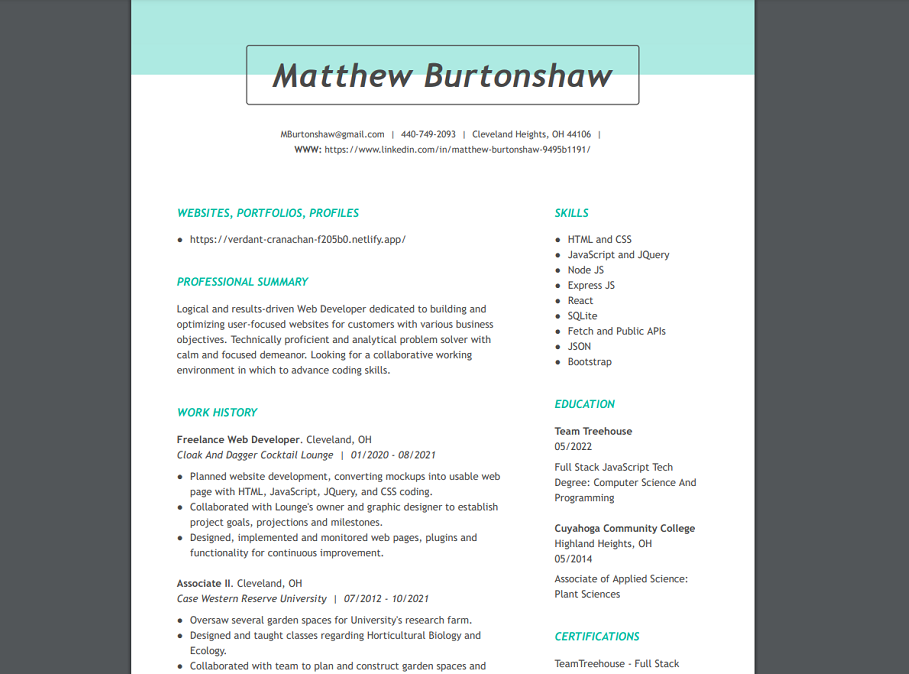 Matthew Burtonshaw
MBurtonshaw@gmail.com | 440-749-2093 | Cleveland Heights, OH 44106 |
WWW: https://www.linkedin.com/in/matthew-burtonshaw-9495b1191/
WEBSITES, PORTFOLIOS, PROFILES
● https://verdant-cranachan-f205b0.netlify.app/
PROFESSIONAL SUMMARY
Logical and results-driven Web Developer dedicated to building and
optimizing user-focused websites for customers with various business
objectives. Technically proficient and analytical problem solver with
calm and focused demeanor. Looking for a collaborative working
environment in which to advance coding skills.
WORK HISTORY
Freelance Web Developer. Cleveland, OH
Cloak And Dagger Cocktail Lounge | 01/2020 - 08/2021
● Planned website development, converting mockups into usable web
page with HTML, JavaScript, JQuery, and CSS coding.
● Collaborated with Lounge's owner and graphic designer to establish
project goals, projections and milestones.
● Designed, implemented and monitored web pages, plugins and
functionality for continuous improvement.
Associate II. Cleveland, OH
Case Western Reserve University | 07/2012 - 10/2021
● Oversaw several garden spaces for University's research farm.
● Designed and taught classes regarding Horticultural Biology and
Ecology.
● Collaborated with team to plan and construct garden spaces and
SKILLS
● HTML and CSS
● JavaScript and JQuery
● Node JS
● Express JS
● React
● SQLite
● Fetch and Public APIs
● JSON
● Bootstrap
EDUCATION
Team Treehouse
05/2022
Full Stack JavaScript Tech
Degree: Computer Science And
Programming
Cuyahoga Community College
Highland Heights, OH
05/2014
Associate of Applied Science:
Plant Sciences
CERTIFICATIONS
TeamTreehouse - Full Stack